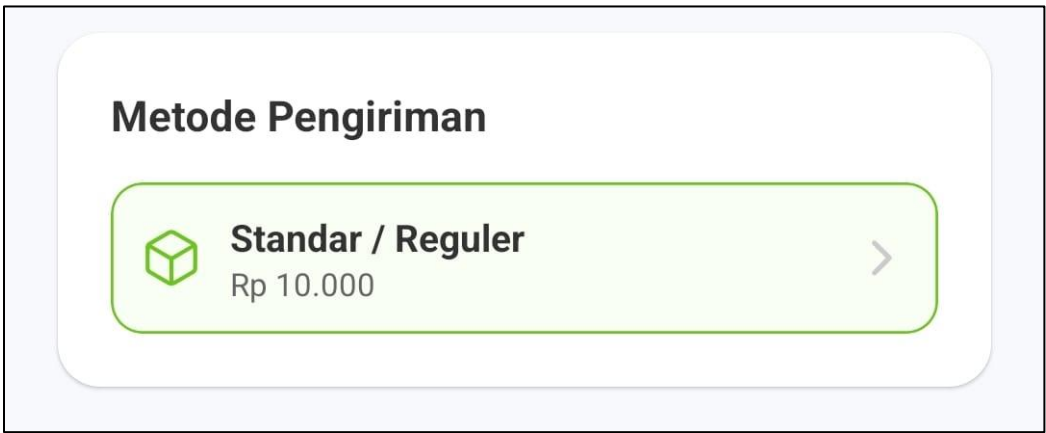 Metode Pengiriman
Standar / Reguler
Rp 10.000